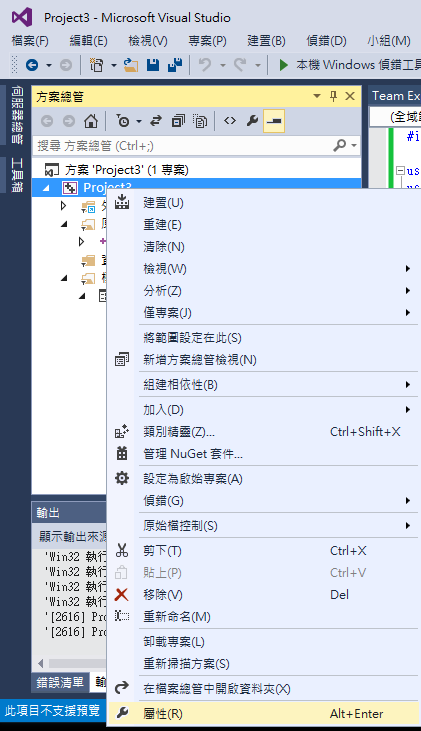 Project3 - Microsoft Visual Studio
檔案(F) 編輯(E) 檢視(V) 專案(P) 建置(B) 偵錯(D) 小組(M)
本機 Windows 偵錯工具
伺服器總管
工具箱
方案總管
搜尋 方案總管 (Ctrl+;)
方案 'Project3' (1 專案)
Project3
Team Ex
(全域
#i
us
建置(U)
重建(E)
清除(N)
檢視(W)
分析(Z)
僅專案(J)
將範圍設定在此(S)
新增方案總管檢視(N)
組建相依性(B)
加入(D)
類別精靈(Z)... Ctrl+Shift+X
管理 NuGet 套件...
設定為啟始專案(A)
偵錯(G)
原始檔控制(S)
剪下(T) Ctrl+X
貼上(P) Ctrl+V
移除(V) Del
重新命名(M)
卸載專案(L)
重新掃描方案(S)
在檔案總管中開啟資料夾(X)
屬性(R) Alt+Enter
輸出
顯示輸出來源
'Win32 執行
'Win32 執行
'Win32 執行
'Win32 執行
'[2616] Pro
'[2616] Pro
錯誤清單 輸
此項目不支援預覽